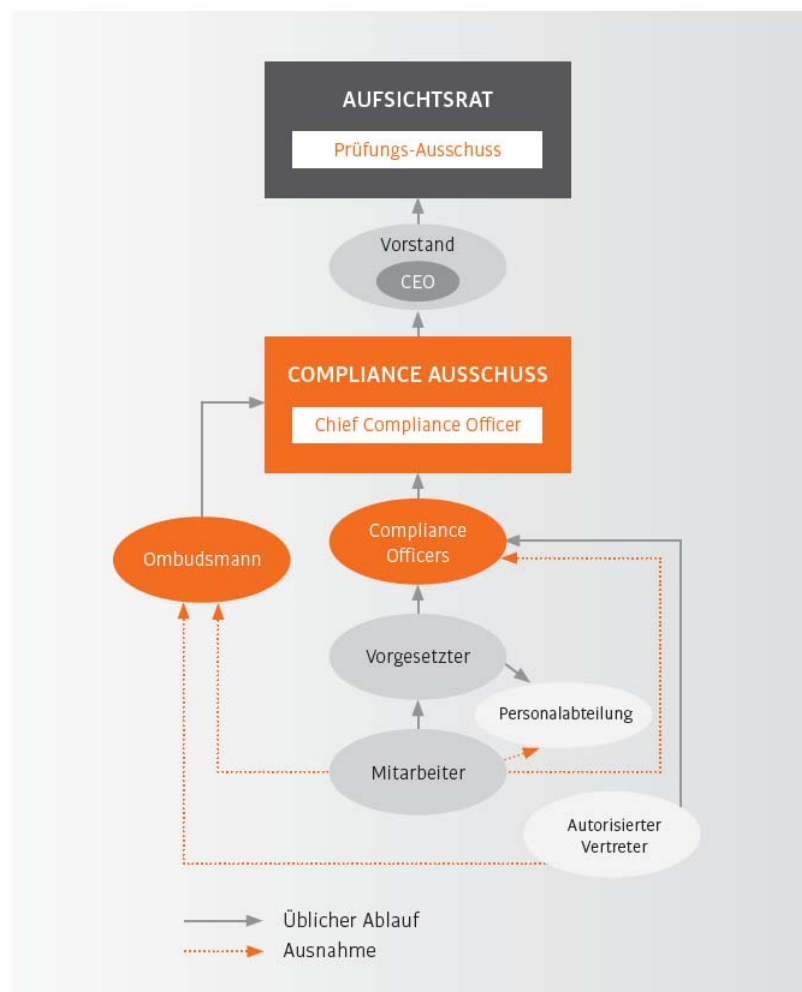 AUFSICHTSRAT
Prüfungs-Ausschuss
Vorstand
CEO
COMPLIANCE AUSSCHUSS
Chief Compliance Officer
Compliance
Officers
Ombudsmann
Vorgesetzter
Personalabteilung
Mitarbeiter
Autorisierter
Vertreter
Üblicher Ablauf
Ausnahme